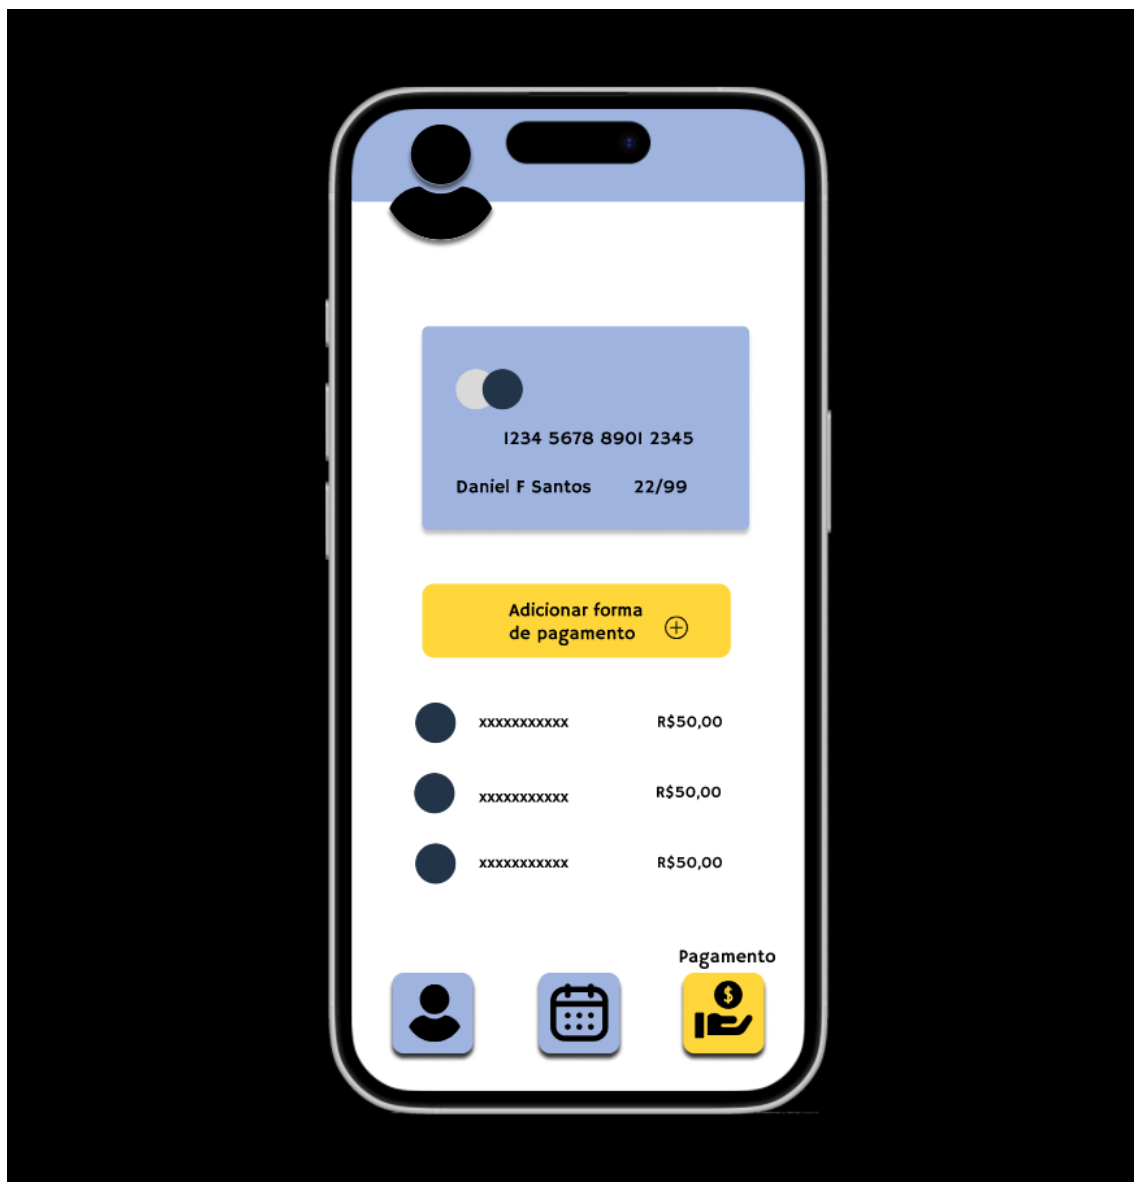 1234 5678 8901 2345
Daniel F Santos 22/99
Adicionar forma
de pagamento
xxxxxxxxxxx R$50,00
xxxxxxxxxxx R$50,00
xxxxxxxxxxx R$50,00
Pagamento
$